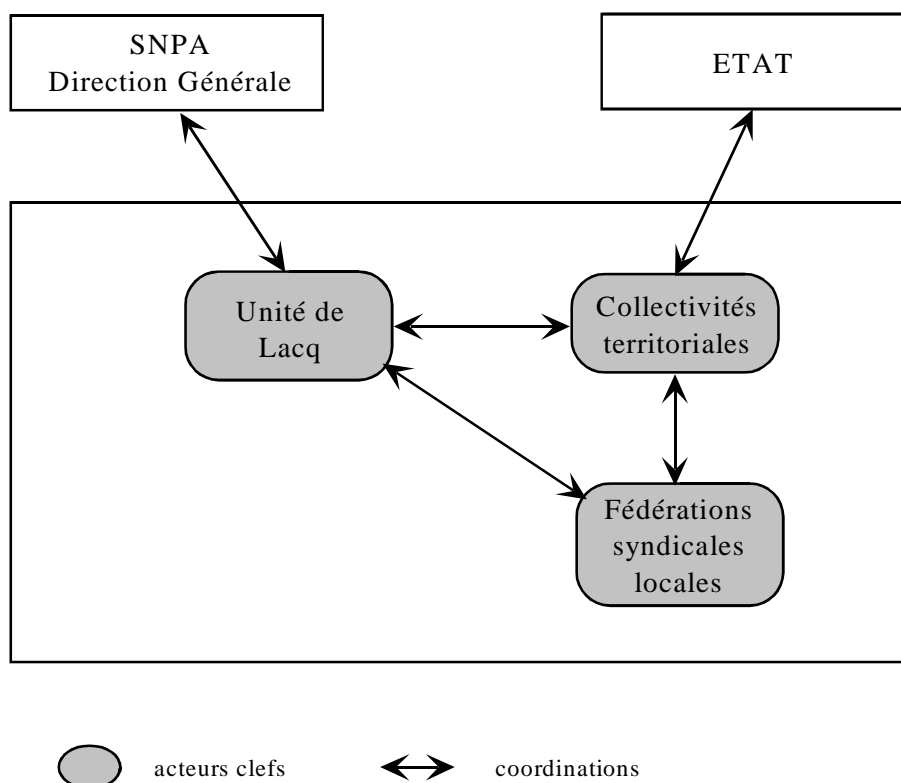 SNPA
Direction Générale
ETAT
Unité de
Lacq
Collectivités
territoriales
Fédérations
syndicales
locales
acteurs clefs
coordinations